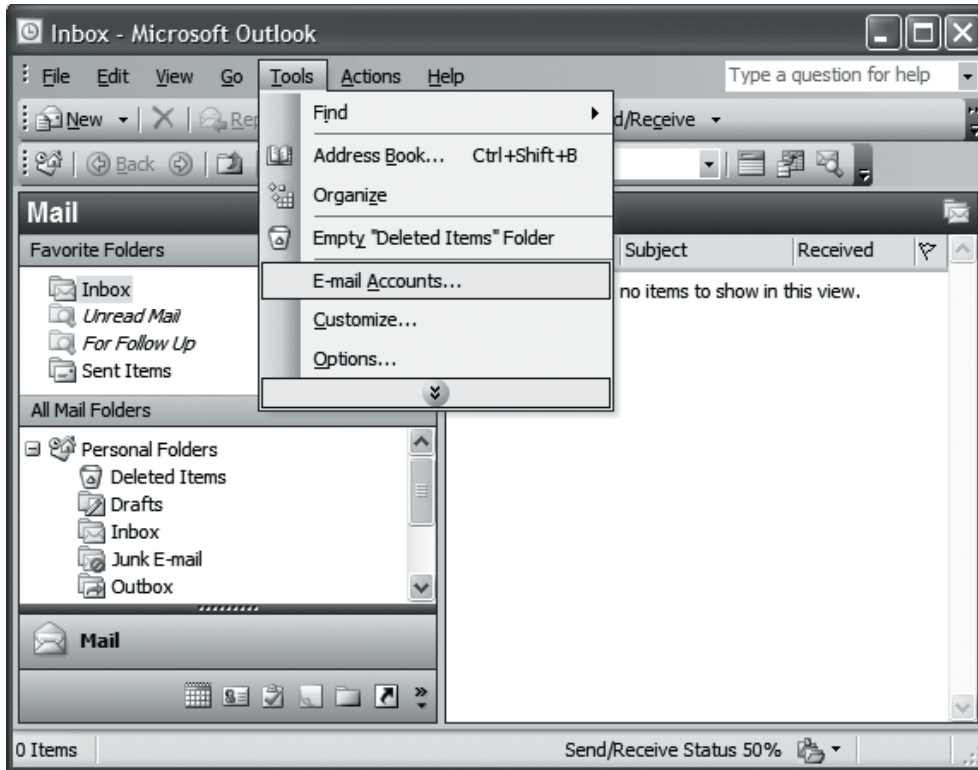 Inbox - Microsoft Outlook
File Edit View Go Tools Actions Help Type a question for help
New Rep d/Receive
Back
Find
Address Book... Ctrl+Shift+B
Organize
Empty "Deleted Items" Folder
E-mail Accounts...
Customize...
Options...
Mail
Favorite Folders
Inbox
Unread Mail
For Follow Up
Sent Items
All Mail Folders
Personal Folders
Deleted Items
Drafts
Inbox
Junk E-mail
Outbox
Mail
Subject Received
no items to show in this view.
0 Items Send/Receive Status 50%